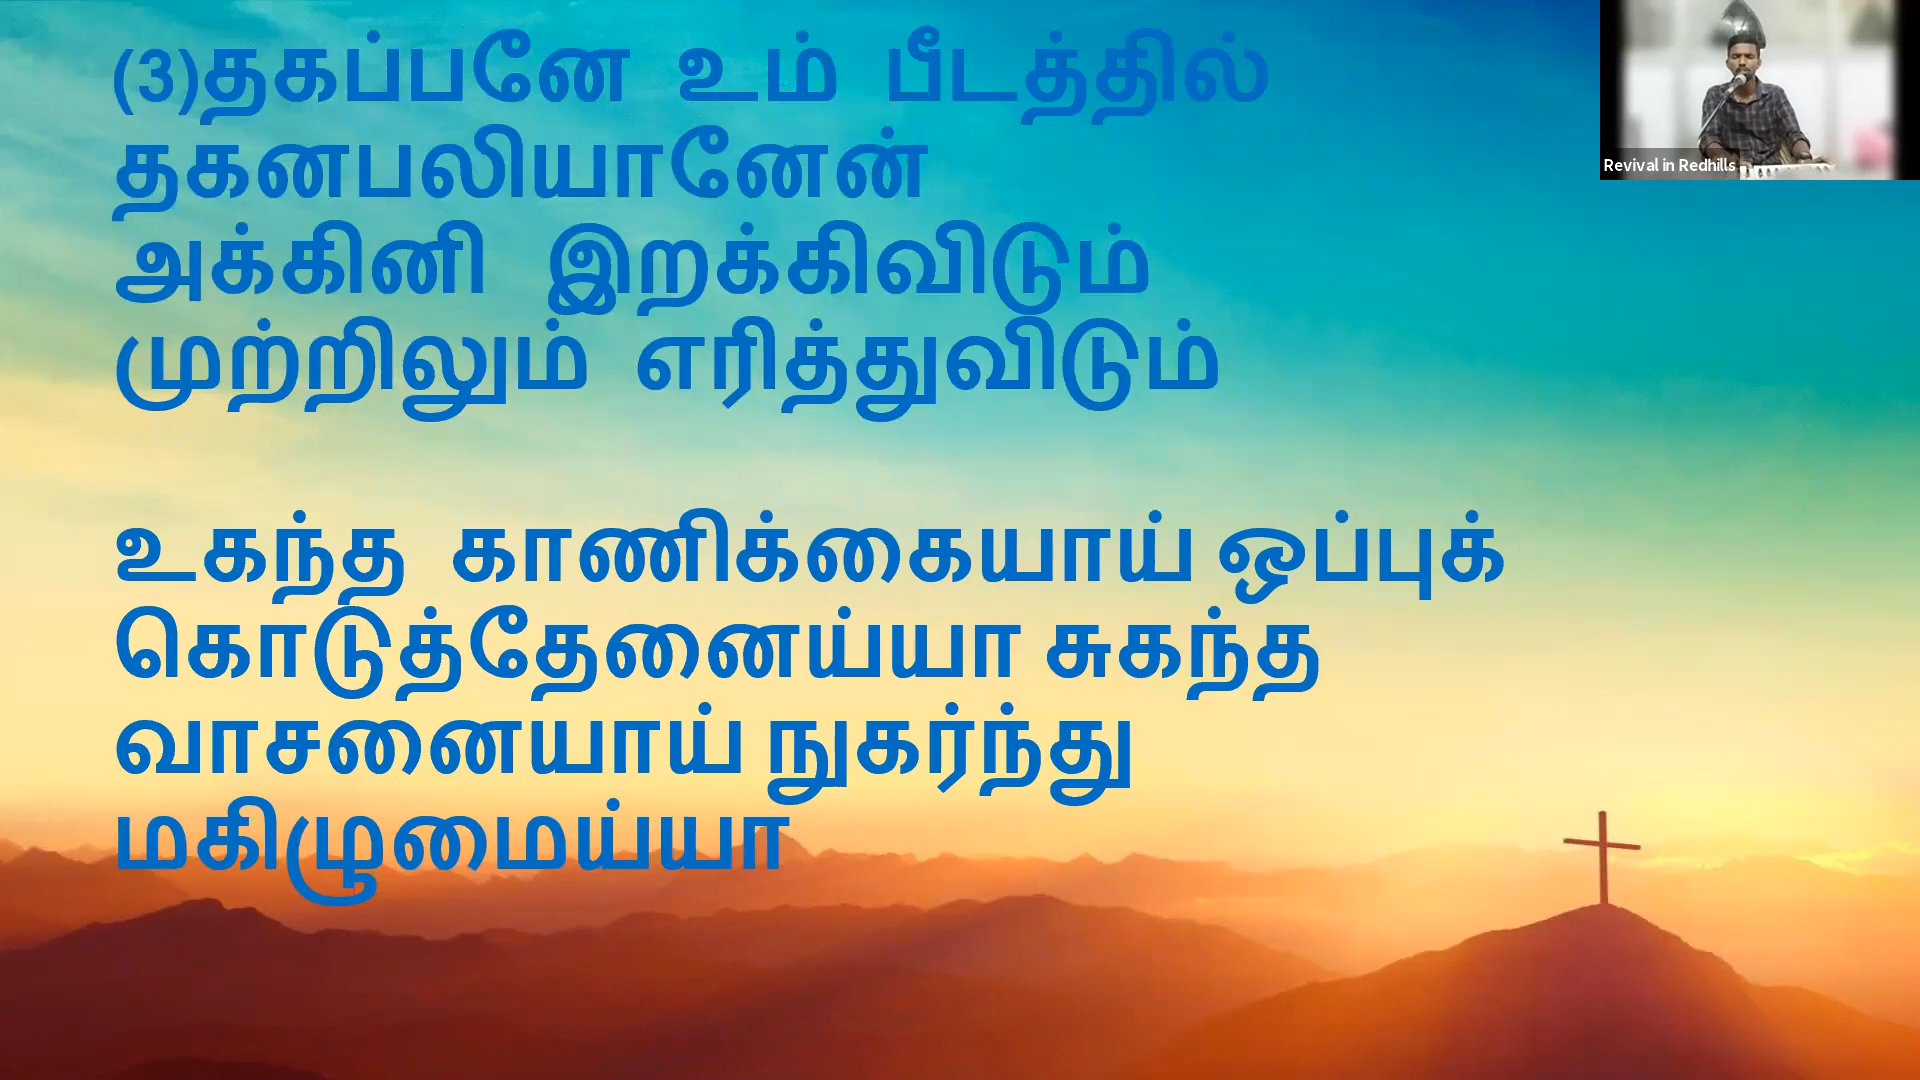 (3)தகப்பனே உம் பீடத்தில்
தகனபலியானேன்
அக்கினி இறக்கிவிடும்
முற்றிலும் எரித்துவிடும்
உகந்த காணிக்கையாய் ஒப்புக்
கொடுத்தேனைய்யா சுகந்த
வாசனையாய் நுகர்ந்து
மகிழுமைய்யா
Revival in Redhills